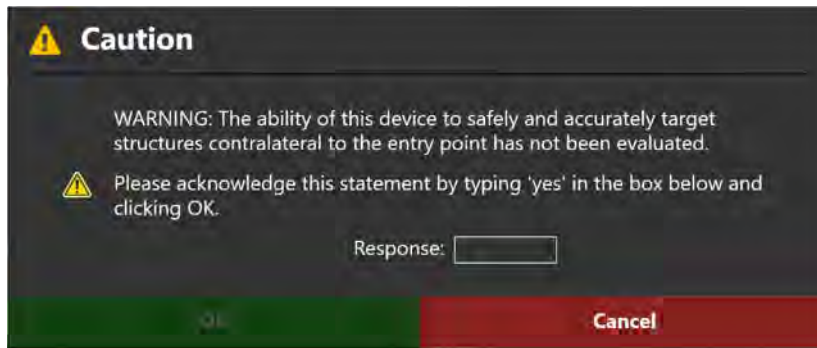 Caution
WARNING: The ability of this device to safely and accurately target
structures contralateral to the entry point has not been evaluated.
Please acknowledge this statement by typing 'yes' in the box below and
clicking OK.
Response:
OK
Cancel